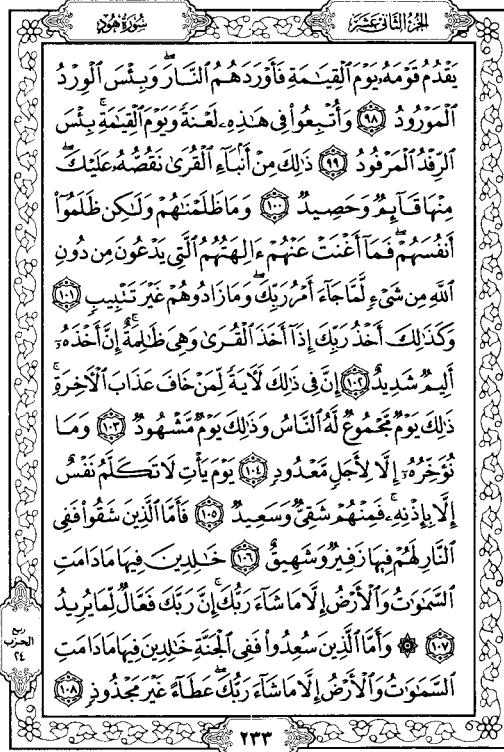 الجزء الثاني عشر
سورة هود
يَقْدُمُ قَوْمَهُۥ يَوْمَ ٱلْقِيَٰمَةِ فَأَوْرَدَهُمُ ٱلنَّارَ ۖ وَبِئْسَ ٱلْوِرْدُ
ٱلْمَوْرُودُ ٩٨ وَأُتْبِعُوا۟ فِى هَٰذِهِۦ لَعْنَةً وَيَوْمَ ٱلْقِيَٰمَةِ ۚ بِئْسَ
ٱلرِّفْدُ ٱلْمَرْفُودُ ٩٩ ذَٰلِكَ مِنْ أَنۢبَآءِ ٱلْقُرَىٰ نَقُصُّهُۥ عَلَيْكَ ۖ
مِنْهَا قَآئِمٌ وَحَصِيدٌ ١٠٠ وَمَا ظَلَمْنَٰهُمْ وَلَٰكِن ظَلَمُوٓا۟
أَنفُسَهُمْ ۖ فَمَآ أَغْنَتْ عَنْهُمْ ءَالِهَتُهُمُ ٱلَّتِى يَدْعُونَ مِن دُونِ
ٱللَّهِ مِن شَىْءٍ لَّمَّا جَآءَ أَمْرُ رَبِّكَ ۖ وَمَا زَادُوهُمْ غَيْرَ تَتْبِيبٍ ١٠١
وَكَذَٰلِكَ أَخْذُ رَبِّكَ إِذَآ أَخَذَ ٱلْقُرَىٰ وَهِىَ ظَٰلِمَةٌ ۚ إِنَّ أَخْذَهُۥٓ
أَلِيمٌ شَدِيدٌ ١٠٢ إِنَّ فِى ذَٰلِكَ لَءَايَةً لِّمَنْ خَافَ عَذَابَ ٱلْءَاخِرَةِ ۚ
ذَٰلِكَ يَوْمٌ مَّجْمُوعٌ لَّهُ ٱلنَّاسُ وَذَٰلِكَ يَوْمٌ مَّشْهُودٌ ١٠٣ وَمَا
نُؤَخِّرُهُۥٓ إِلَّا لِأَجَلٍ مَّعْدُودٍ ١٠٤ يَوْمَ يَأْتِ لَا تَكَلَّمُ نَفْسٌ
إِلَّا بِإِذْنِهِۦ ۚ فَمِنْهُمْ شَقِىٌّ وَسَعِيدٌ ١٠٥ فَأَمَّا ٱلَّذِينَ شَقُوا۟ فَفِى
ٱلنَّارِ لَهُمْ فِيهَا زَفِيرٌ وَشَهِيقٌ ١٠٦ خَٰلِدِينَ فِيهَا مَا دَامَتِ
ٱلسَّمَٰوَٰتُ وَٱلْأَرْضُ إِلَّا مَا شَآءَ رَبُّكَ ۚ إِنَّ رَبَّكَ فَعَّالٌ لِّمَا يُرِيدُ
١٠٧ ۞ وَأَمَّا ٱلَّذِينَ سُعِدُوا۟ فَفِى ٱلْجَنَّةِ خَٰلِدِينَ فِيهَا مَا دَامَتِ
ٱلسَّمَٰوَٰتُ وَٱلْأَرْضُ إِلَّا مَا شَآءَ رَبُّكَ ۖ عَطَآءً غَيْرَ مَجْذُوذٍ ١٠٨
ربع
الحزب
٢٤
٢٣٣